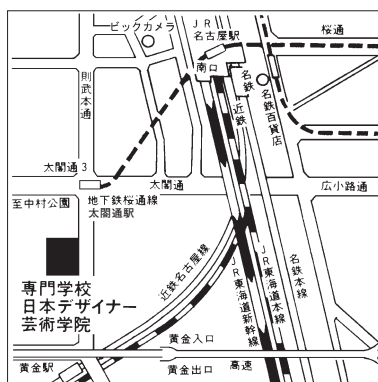 ビックカメラ
JR
名古屋駅
桜通
南口
則武本通
名鉄
近鉄
名鉄百貨店
太閤通3
太閤通
広小路通
至中村公園
地下鉄桜通線
太閤通駅
専門学校
日本デザイナー
芸術学院
近鉄名古屋線
JR東海道新幹線
JR東海道本線
名鉄本線
黄金入口
黄金駅
黄金出口
高速